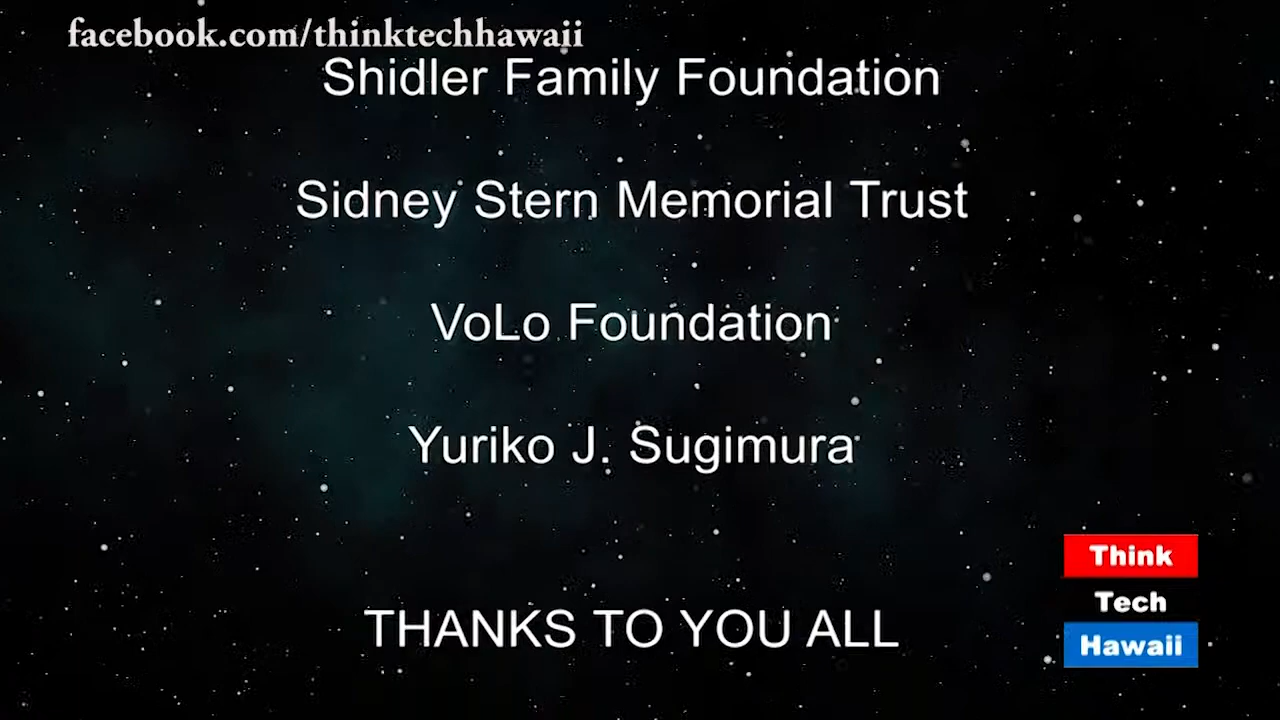 facebook.com/thinktechhawaii
Shidler Family Foundation
Sidney Stern Memorial Trust
VoLo Foundation
Yuriko J. Sugimura
THANKS TO YOU ALL
Think
Tech
Hawaii